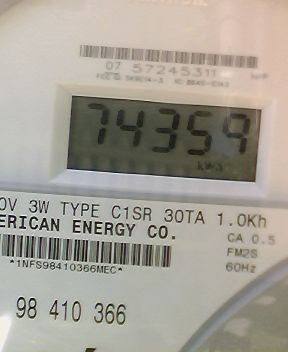 07 57245311
74359
kWh
0V 3W TYPE C1SR 30TA 1.0Kh
ERICAN ENERGY CO. CA 0.5
FM2S
*1NFS98410366MEC* 60Hz
98 410 366